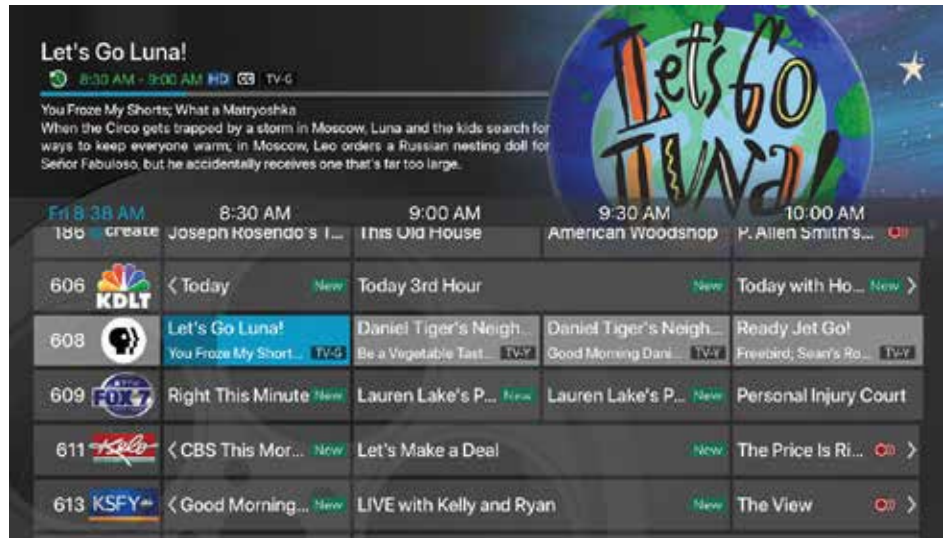 Let's Go Luna!
8:30 AM - 9:00 AM HD CC TV-G
You Froze My Shorts; What a Matryoshka
When the Circo gets trapped by a storm in Moscow, Luna and the kids search for
ways to keep everyone warm; in Moscow, Leo orders a Russian nesting doll for
Señor Fabuloso, but he accidentally receives one that's far too large.
Let's Go Luna!
Fri 8:38 AM 8:30 AM 9:00 AM 9:30 AM 10:00 AM
186 create Joseph Rosendo's T... This Old House American Woodshop P. Allen Smith's...
606 KDLT Today New Today 3rd Hour New Today with Ho... New
608 Let's Go Luna! Daniel Tiger's Neigh... Daniel Tiger's Neigh... Ready Jet Go!
You Froze My Short... TV-G Be a Vegetable Tast... TV-Y Good Morning Dani... TV-Y Freebird; Sean's Ro... TV-Y
609 FOX 7 Right This Minute New Lauren Lake's P... New Lauren Lake's P... New Personal Injury Court
611 Kelo CBS This Mor... New Let's Make a Deal New The Price Is Ri...
613 KSFY Good Morning... New LIVE with Kelly and Ryan New The View